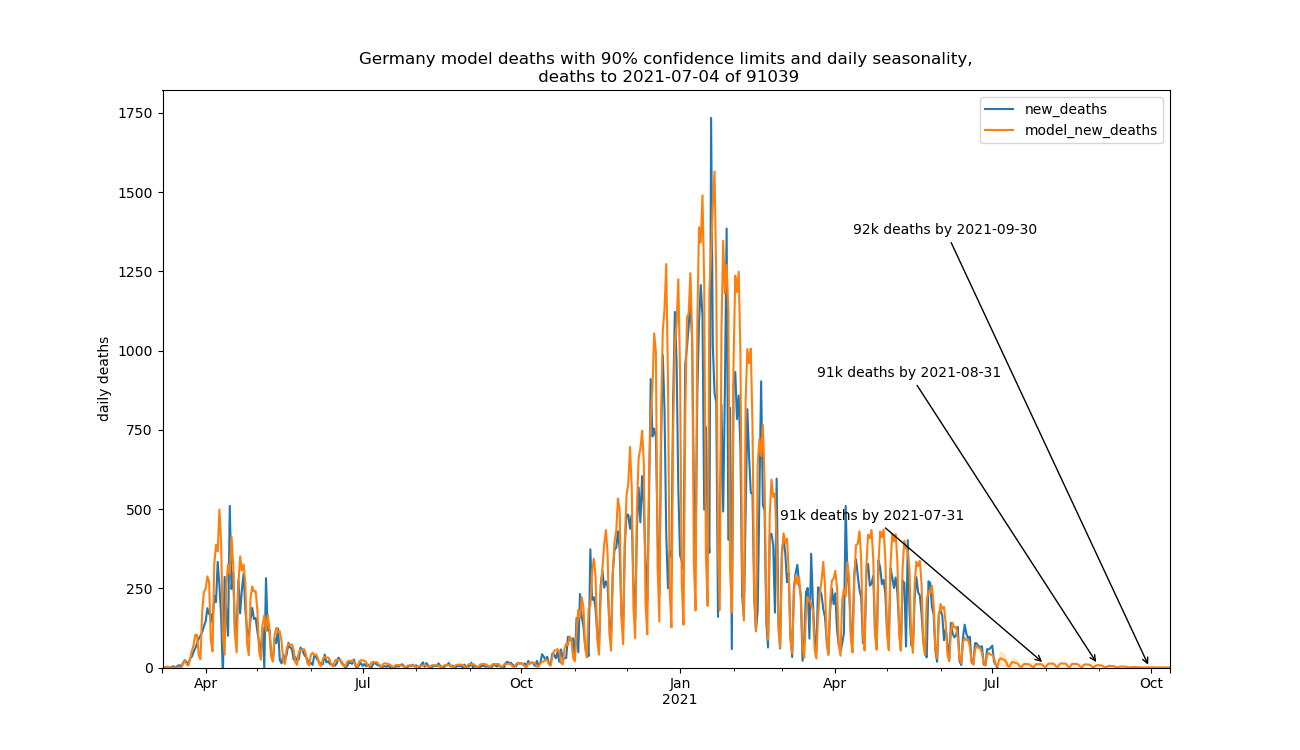 Germany model deaths with 90% confidence limits and daily seasonality,
deaths to 2021-07-04 of 91039
new_deaths
model_new_deaths
daily deaths
1750
1500
1250
1000
750
500
250
0
92k deaths by 2021-09-30
91k deaths by 2021-08-31
91k deaths by 2021-07-31
Apr Jul Oct Jan Apr Jul Oct
2021